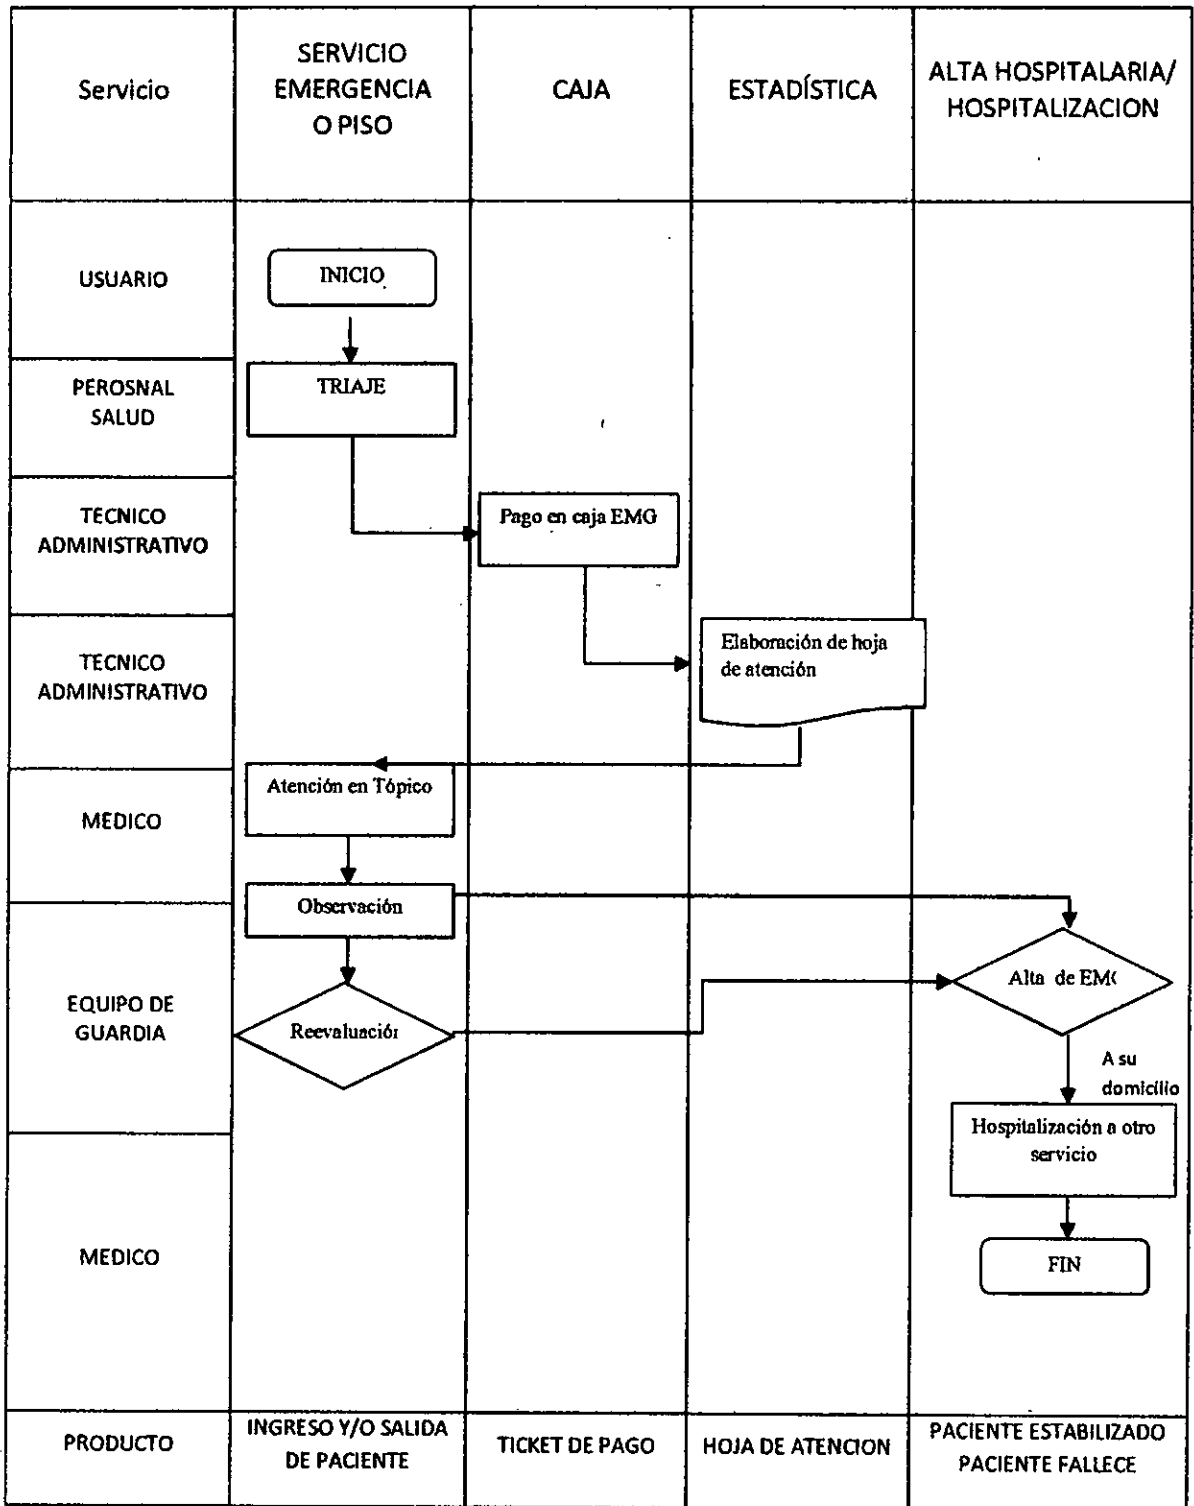 Servicio
SERVICIO
EMERGENCIA
O PISO
CAJA
ESTADÍSTICA
ALTA HOSPITALARIA/
HOSPITALIZACION
USUARIO
INICIO
PEROSNAL
SALUD
TRIAJE
TECNICO
ADMINISTRATIVO
Pago en caja EMG
TECNICO
ADMINISTRATIVO
Elaboración de hoja
de atención
MEDICO
Atención en Tópico
Observación
EQUIPO DE
GUARDIA
Reevaluación
Alta de EMG
A su
domicilio
Hospitalización a otro
servicio
MEDICO
FIN
PRODUCTO
INGRESO Y/O SALIDA
DE PACIENTE
TICKET DE PAGO
HOJA DE ATENCION
PACIENTE ESTABILIZADO
PACIENTE FALLECE